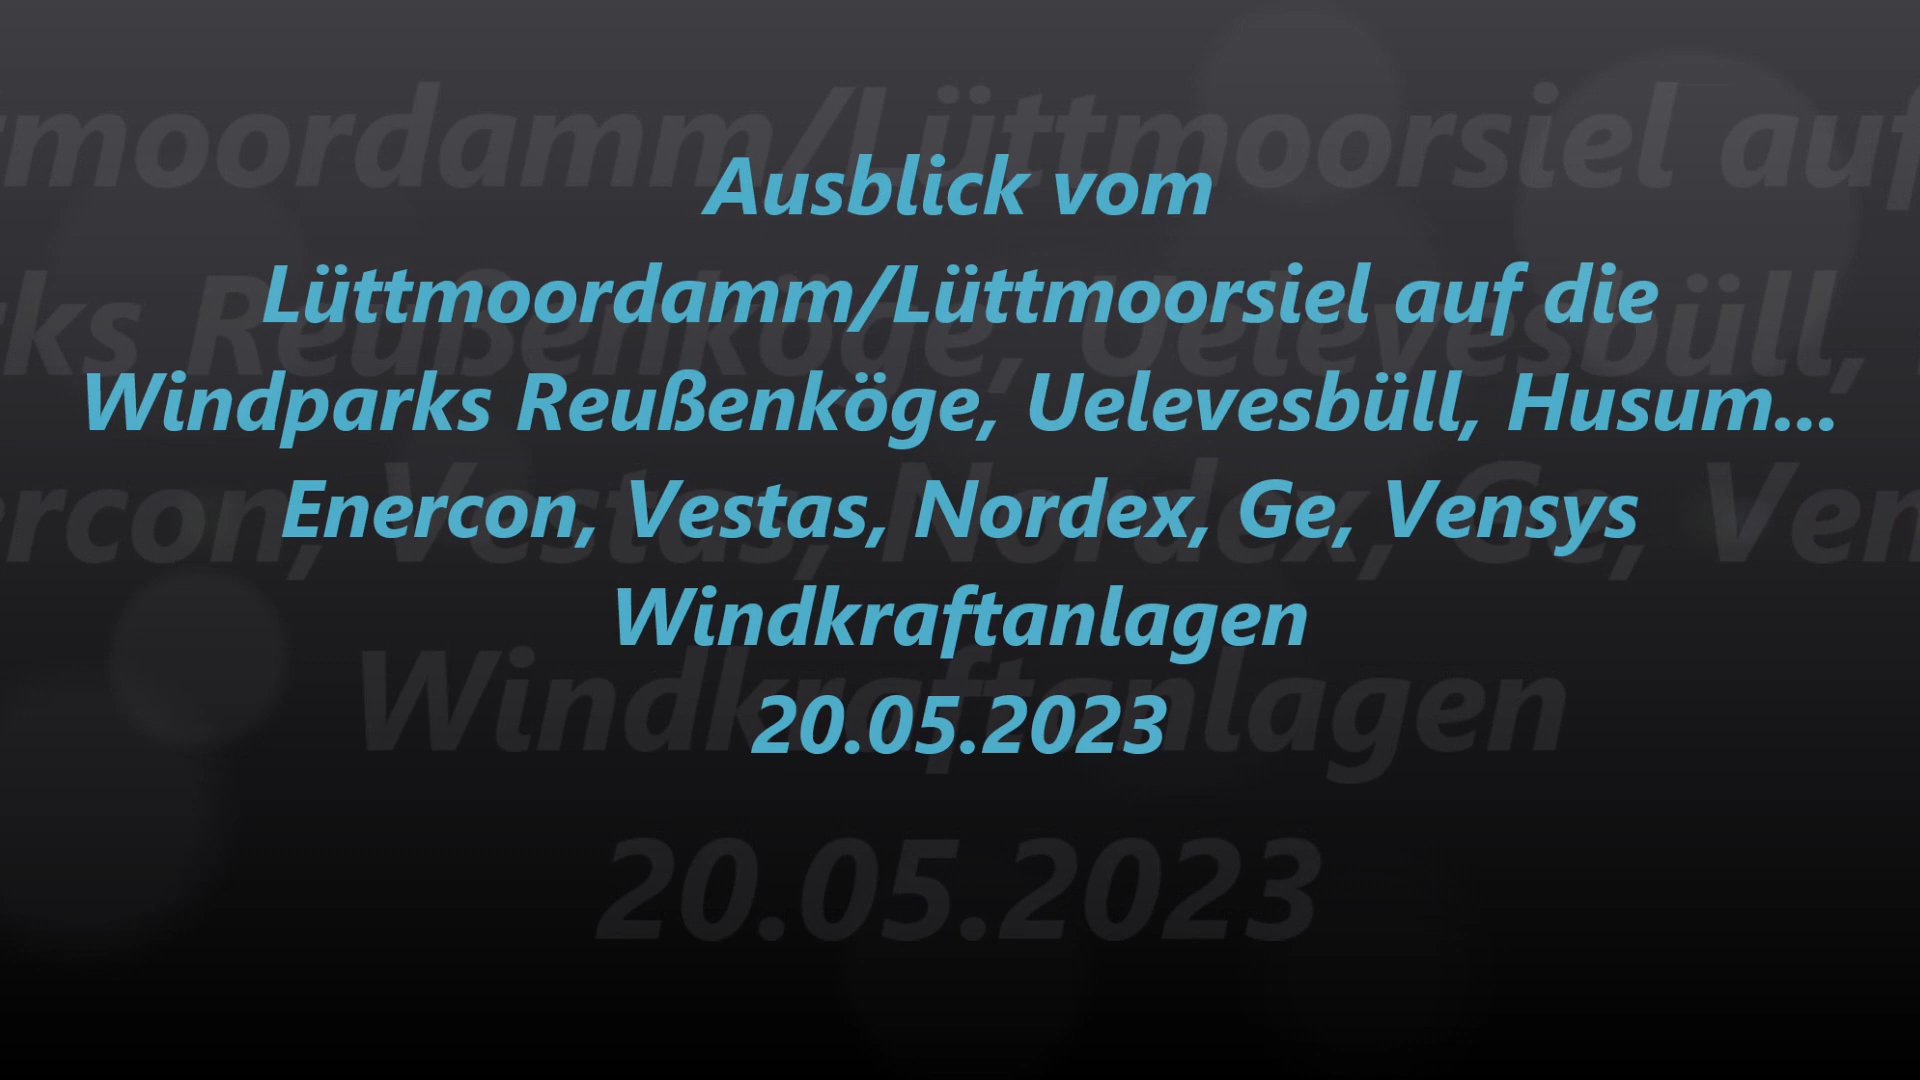 Ausblick vom
Lüttmoordamm/Lüttmoorsiel auf die
Windparks Reußenköge, Uelevesbüll, Husum...
Enercon, Vestas, Nordex, Ge, Vensys
Windkraftanlagen
20.05.2023